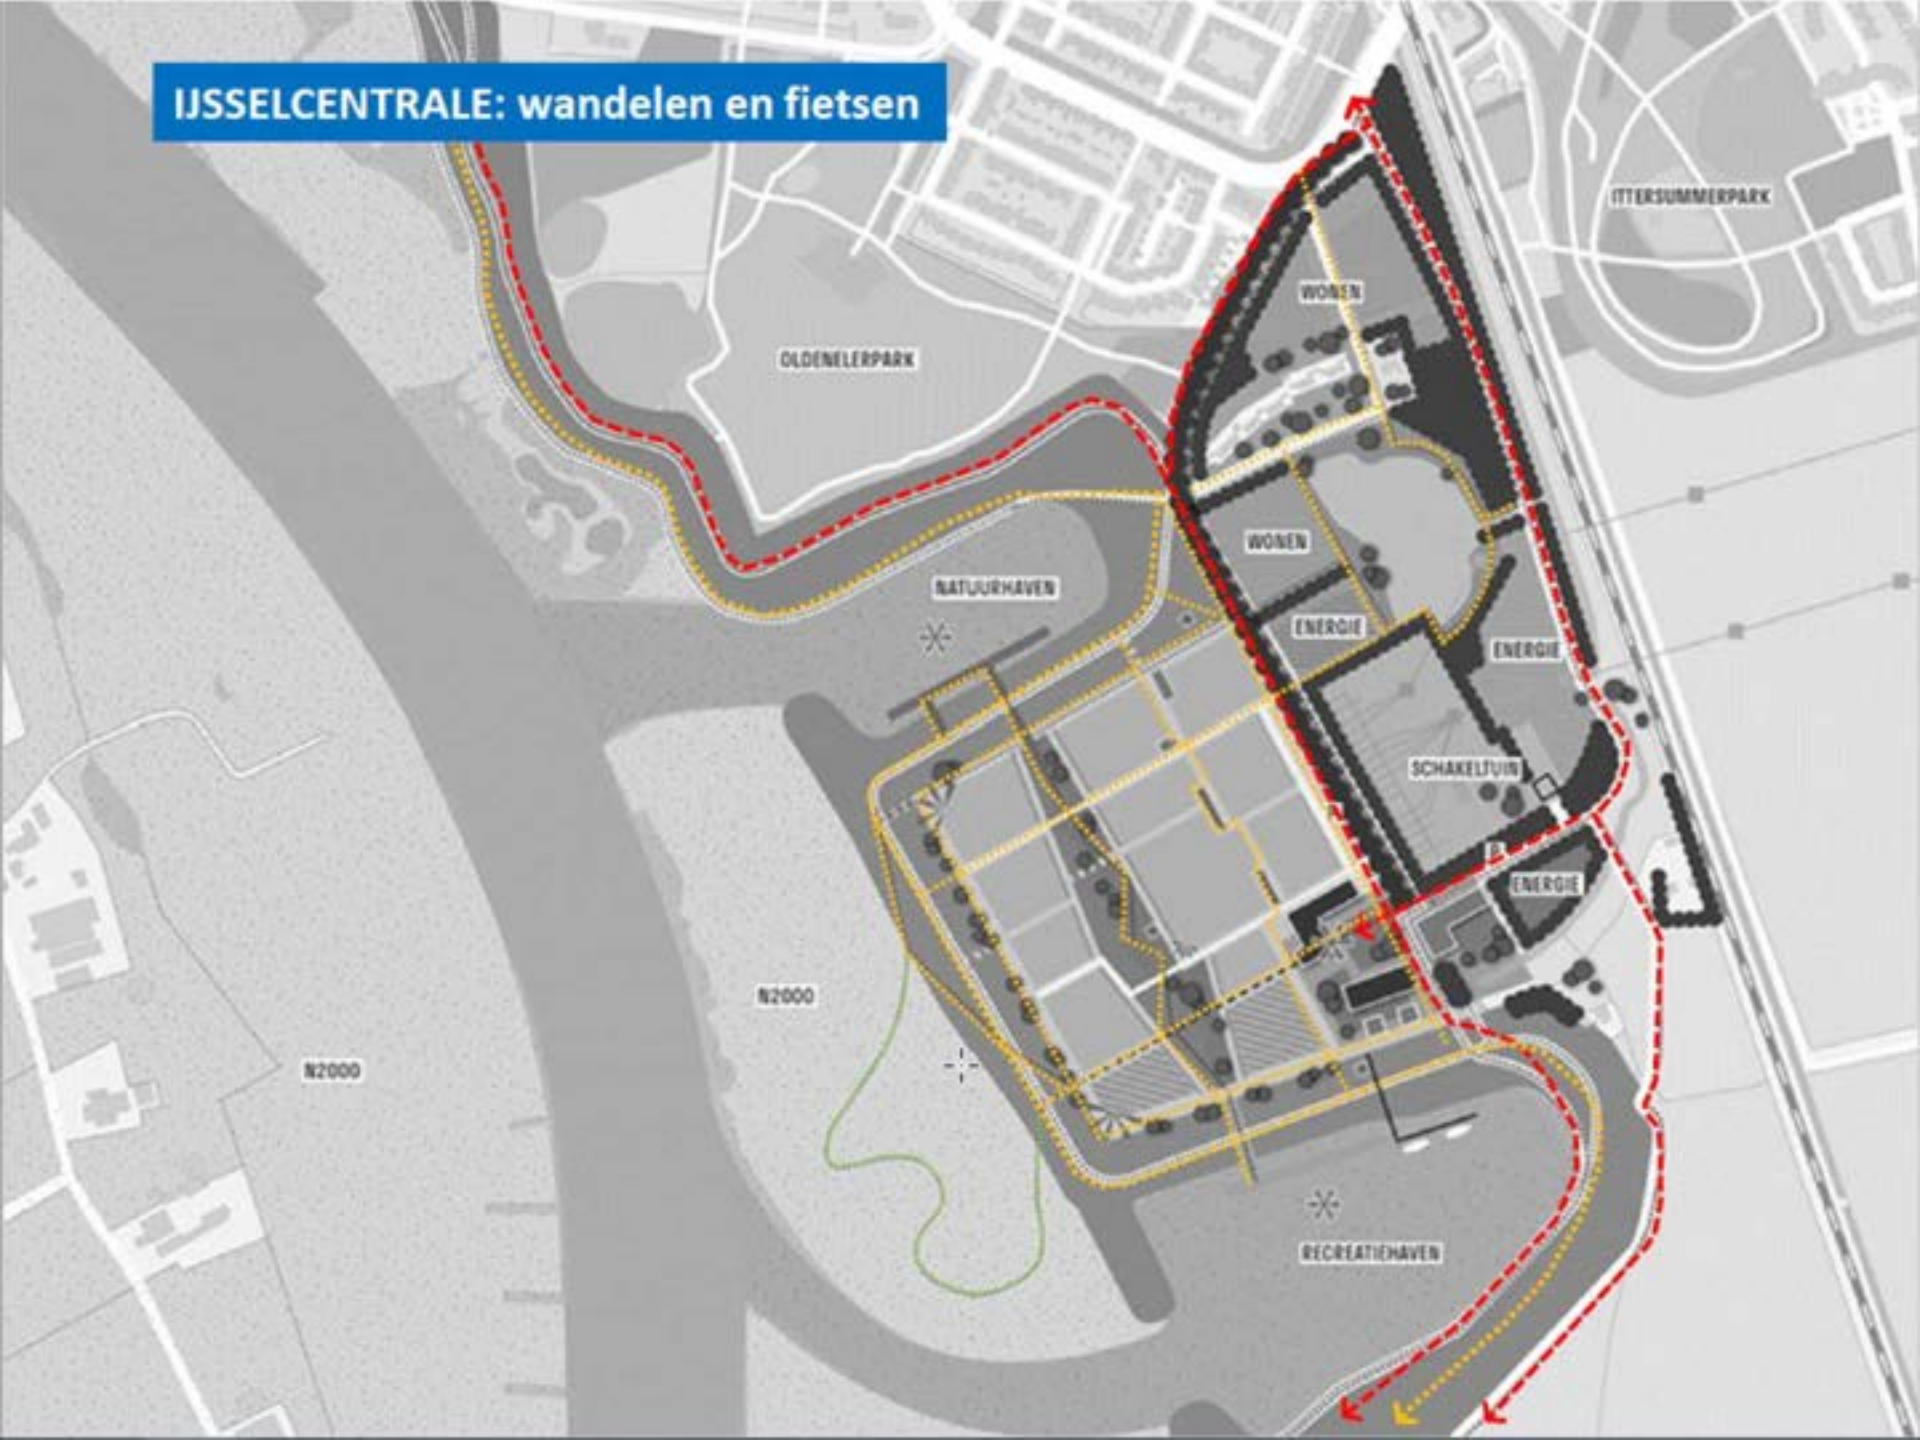 IJSSELCENTRALE: wandelen en fietsen
ITTERSUMMERPARK
WONEN
OLDENELERPARK
WONEN
NATUURHAVEN
ENERGIE
ENERGIE
SCHAKELTUIN
P
ENERGIE
N2000
N2000
RECREATIEHAVEN